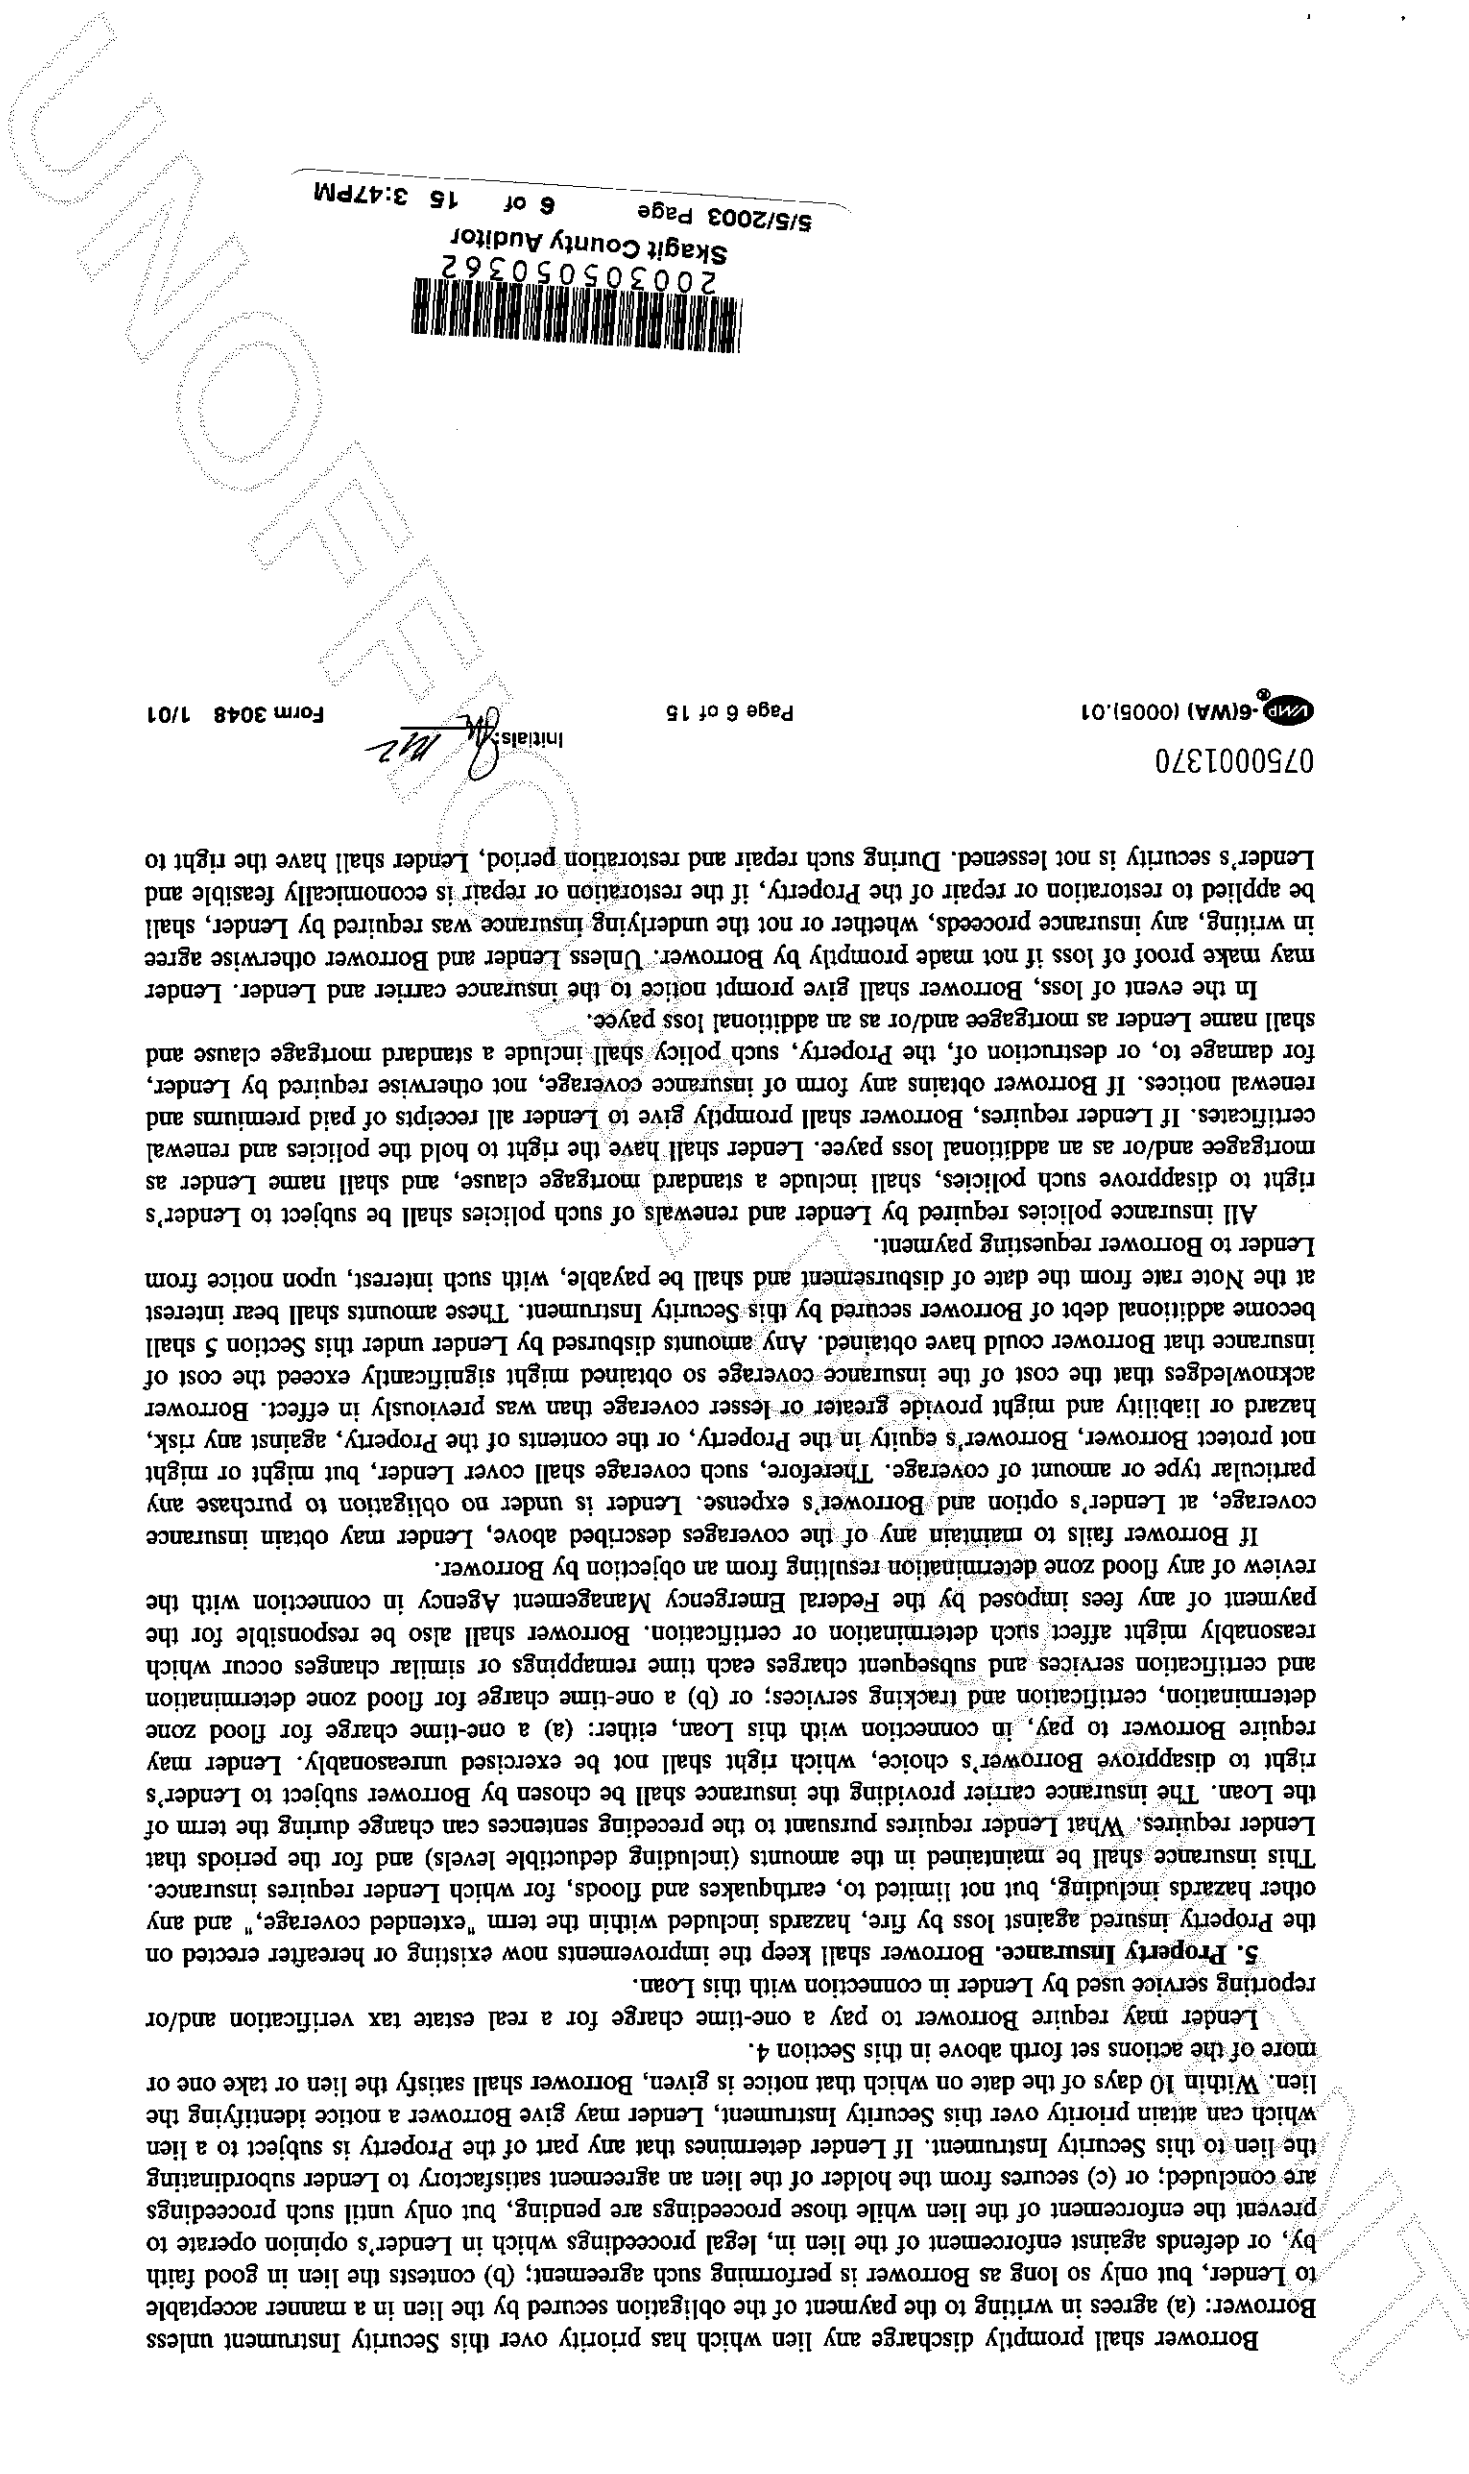 Borrower shall promptly discharge any lien which has priority over this Security Instrument unless
Borrower: (a) agrees in writing to the payment of the obligation secured by the lien in a manner acceptable
to Lender, but only so long as Borrower is performing such agreement; (b) contests the lien in good faith
by, or defends against enforcement of the lien in, legal proceedings which in Lender's opinion operate to
prevent the enforcement of the lien while those proceedings are pending, but only until such proceedings
are concluded; or (c) secures from the holder of the lien an agreement satisfactory to Lender subordinating
the lien to this Security Instrument. If Lender determines that any part of the Property is subject to a lien
which can attain priority over this Security Instrument, Lender may give Borrower a notice identifying the
lien. Within 10 days of the date on which that notice is given, Borrower shall satisfy the lien or take one or
more of the actions set forth above in this Section 4.
Lender may require Borrower to pay a one-time charge for a real estate tax verification and/or
reporting service used by Lender in connection with this Loan.
5. Property Insurance. Borrower shall keep the improvements now existing or hereafter erected on
the Property insured against loss by fire, hazards included within the term "extended coverage," and any
other hazards including, but not limited to, earthquakes and floods, for which Lender requires insurance.
This insurance shall be maintained in the amounts (including deductible levels) and for the periods that
Lender requires. What Lender requires pursuant to the preceding sentences can change during the term of
the Loan. The insurance carrier providing the insurance shall be chosen by Borrower subject to Lender's
right to disapprove Borrower's choice, which right shall not be exercised unreasonably. Lender may
require Borrower to pay, in connection with this Loan, either: (a) a one-time charge for flood zone
determination, certification and tracking services; or (b) a one-time charge for flood zone determination
and certification services and subsequent charges each time remappings or similar changes occur which
reasonably might affect such determination or certification. Borrower shall also be responsible for the
payment of any fees imposed by the Federal Emergency Management Agency in connection with the
review of any flood zone determination resulting from an objection by Borrower.
If Borrower fails to maintain any of the coverages described above, Lender may obtain insurance
coverage, at Lender's option and Borrower's expense. Lender is under no obligation to purchase any
particular type or amount of coverage. Therefore, such coverage shall cover Lender, but might or might
not protect Borrower, Borrower's equity in the Property, or the contents of the Property, against any risk,
hazard or liability and might provide greater or lesser coverage than was previously in effect. Borrower
acknowledges that the cost of the insurance coverage so obtained might significantly exceed the cost of
insurance that Borrower could have obtained. Any amounts disbursed by Lender under this Section 5 shall
become additional debt of Borrower secured by this Security Instrument. These amounts shall bear interest
at the Note rate from the date of disbursement and shall be payable, with such interest, upon notice from
Lender to Borrower requesting payment.
All insurance policies required by Lender and renewals of such policies shall be subject to Lender's
right to disapprove such policies, shall include a standard mortgage clause, and shall name Lender as
mortgagee and/or as an additional loss payee. Lender shall have the right to hold the policies and renewal
certificates. If Lender requires, Borrower shall promptly give to Lender all receipts of paid premiums and
renewal notices. If Borrower obtains any form of insurance coverage, not otherwise required by Lender,
for damage to, or destruction of, the Property, such policy shall include a standard mortgage clause and
shall name Lender as mortgagee and/or as an additional loss payee.
In the event of loss, Borrower shall give prompt notice to the insurance carrier and Lender. Lender
may make proof of loss if not made promptly by Borrower. Unless Lender and Borrower otherwise agree
in writing, any insurance proceeds, whether or not the underlying insurance was required by Lender, shall
be applied to restoration or repair of the Property, if the restoration or repair is economically feasible and
Lender's security is not lessened. During such repair and restoration period, Lender shall have the right to
0750001370
VMP®-6(WA) (0005).01 Page 6 of 15 Initials: Form 3048 1/01
200305050362
Skagit County Auditor
5/5/2003 Page 6 of 15 3:47PM
UNOFFICIAL DOCUMENT